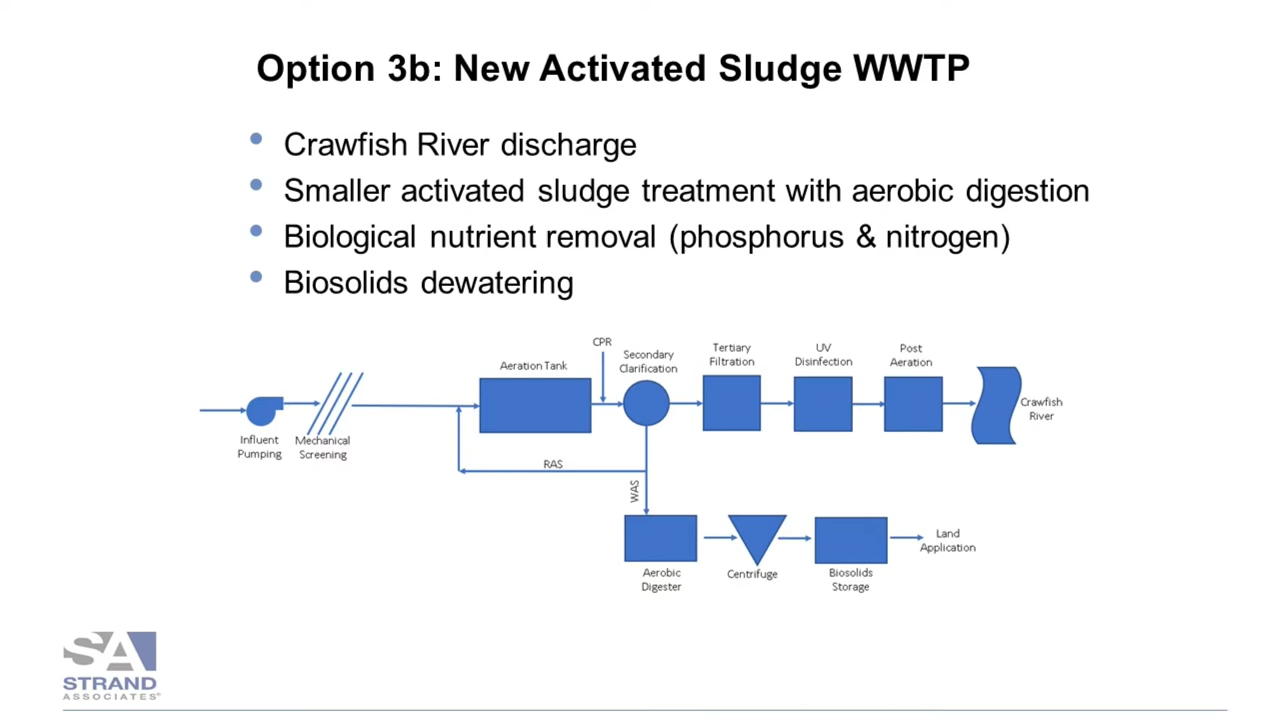 Option 3b: New Activated Sludge WWTP
• Crawfish River discharge
• Smaller activated sludge treatment with aerobic digestion
• Biological nutrient removal (phosphorus & nitrogen)
• Biosolids dewatering
Influent
Pumping
Mechanical
Screening
Aeration Tank
CPR
Secondary
Clarification
Tertiary
Filtration
UV
Disinfection
Post
Aeration
Crawfish
River
RAS
WAS
Aerobic
Digester
Centrifuge
Biosolids
Storage
Land
Application
SA
STRAND
ASSOCIATES®